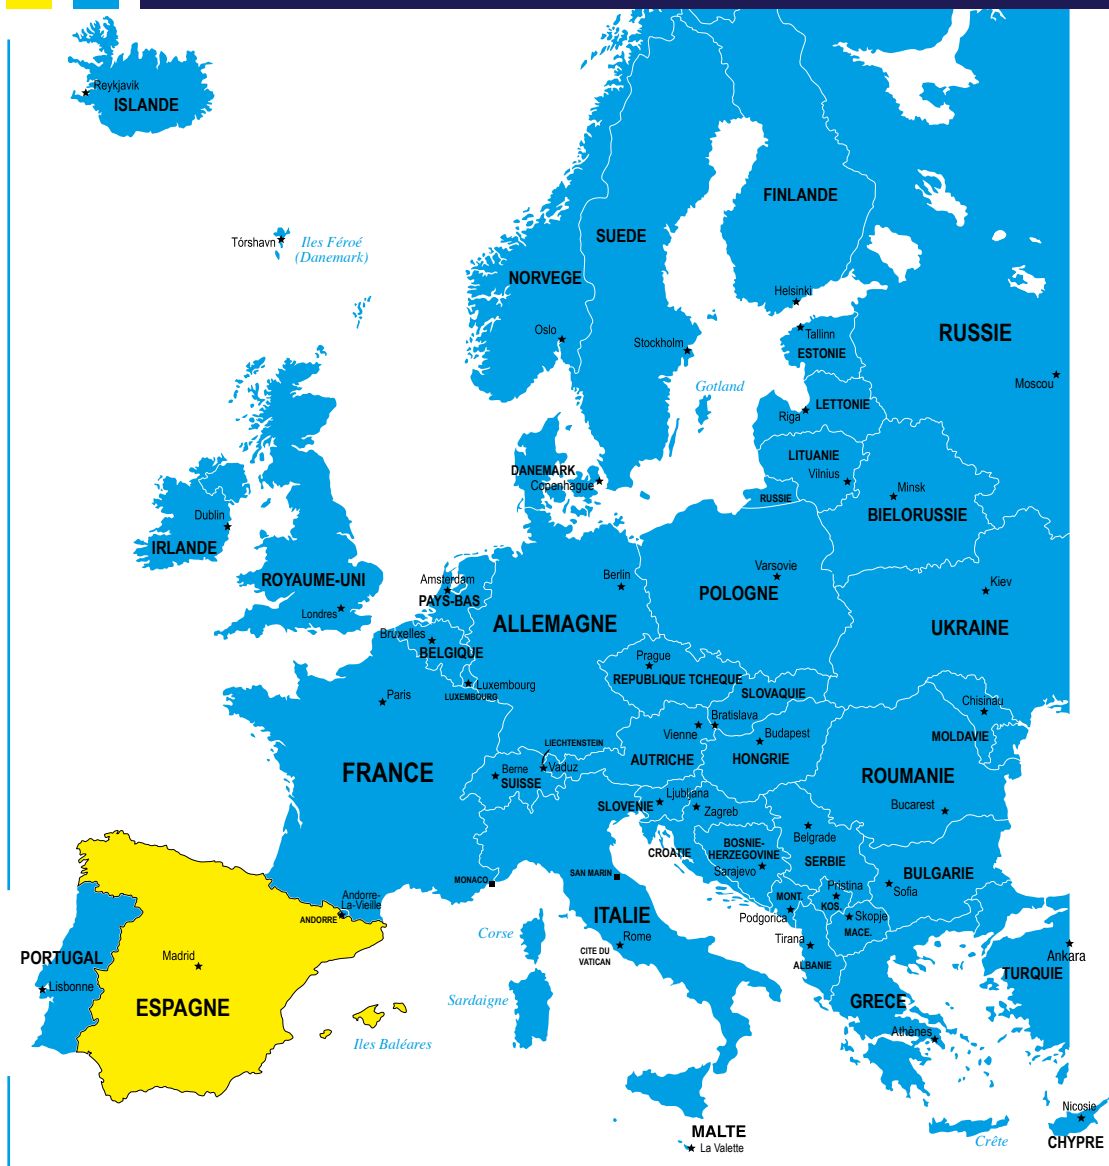 Reykjavik
ISLANDE
FINLANDE
SUEDE
Tórshavn
Iles Féroé
(Danemark)
NORVEGE
Helsinki
Oslo
Stockholm
Tallinn
ESTONIE
RUSSIE
Moscou
Gotland
Riga
LETTONIE
LITUANIE
Vilnius
DANEMARK
Copenhague
RUSSIE
Minsk
BIELORUSSIE
Dublin
IRLANDE
ROYAUME-UNI
Londres
Amsterdam
PAYS-BAS
Berlin
ALLEMAGNE
Varsovie
POLOGNE
Kiev
UKRAINE
Bruxelles
BELGIQUE
Luxembourg
LUXEMBOURG
Prague
REPUBLIQUE TCHEQUE
SLOVAQUIE
Paris
FRANCE
Chisinau
MOLDAVIE
Bratislava
Vienne
AUTRICHE
Budapest
HONGRIE
LIECHTENSTEIN
Vaduz
Berne
SUISSE
ROUMANIE
Bucarest
Ljubljana
SLOVENIE
Zagreb
CROATIE
BOSNIE-
HERZEGOVINE
Sarajevo
Belgrade
SERBIE
BULGARIE
Sofia
MONACO
SAN MARIN
Andorre-
La-Vieille
ANDORRE
MONT.
Podgorica
Pristina
KOS.
Skopje
MACE.
Corse
ITALIE
Rome
CITE DU
VATICAN
Tirana
ALBANIE
PORTUGAL
Lisbonne
Madrid
ESPAGNE
Sardaigne
Iles Baléares
GRECE
Athènes
Ankara
TURQUIE
MALTE
La Valette
Crête
Nicosie
CHYPRE